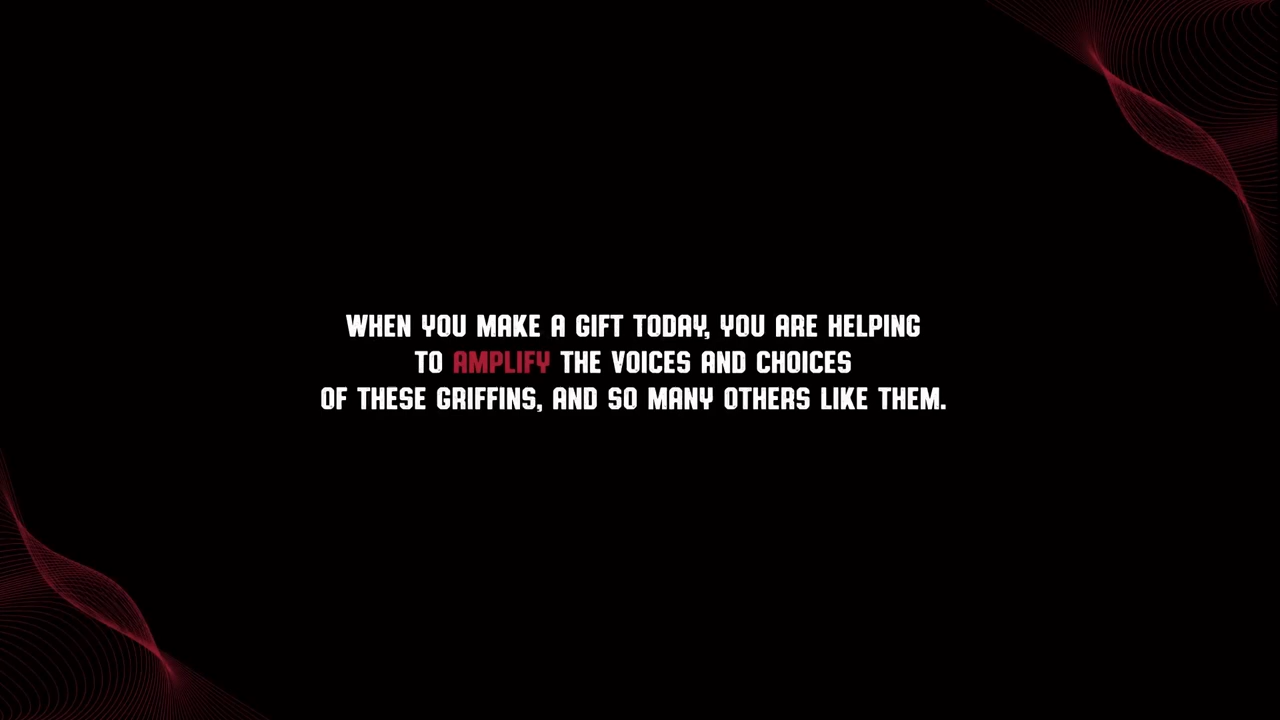 WHEN YOU MAKE A GIFT TODAY, YOU ARE HELPING
TO AMPLIFY THE VOICES AND CHOICES
OF THESE GRIFFINS, AND SO MANY OTHERS LIKE THEM.